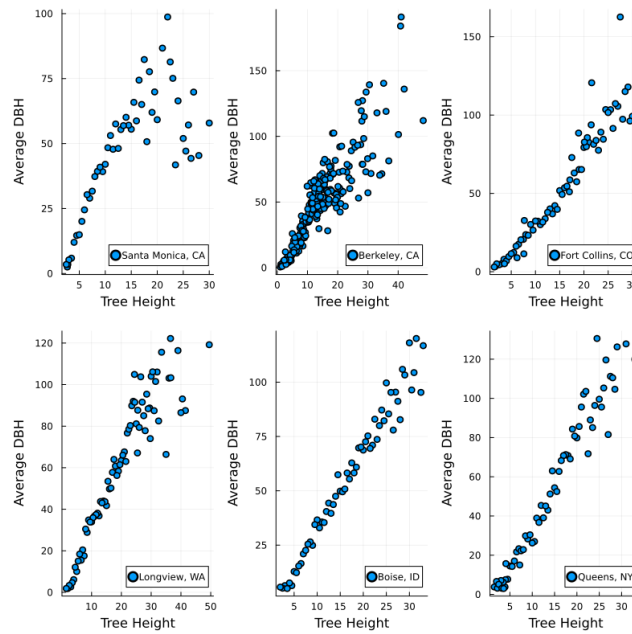 100
75
50
25
0
Average DBH
5 10 15 20 25 30
Tree Height
Santa Monica, CA
150
100
50
0
Average DBH
0 10 20 30 40
Tree Height
Berkeley, CA
150
100
50
0
Average DBH
5 10 15 20 25 30
Tree Height
Fort Collins, CO
120
100
80
60
40
20
0
Average DBH
10 20 30 40 50
Tree Height
Longview, WA
100
75
50
25
Average DBH
5 10 15 20 25 30
Tree Height
Boise, ID
120
100
80
60
40
20
0
Average DBH
5 10 15 20 25 30
Tree Height
Queens, NY